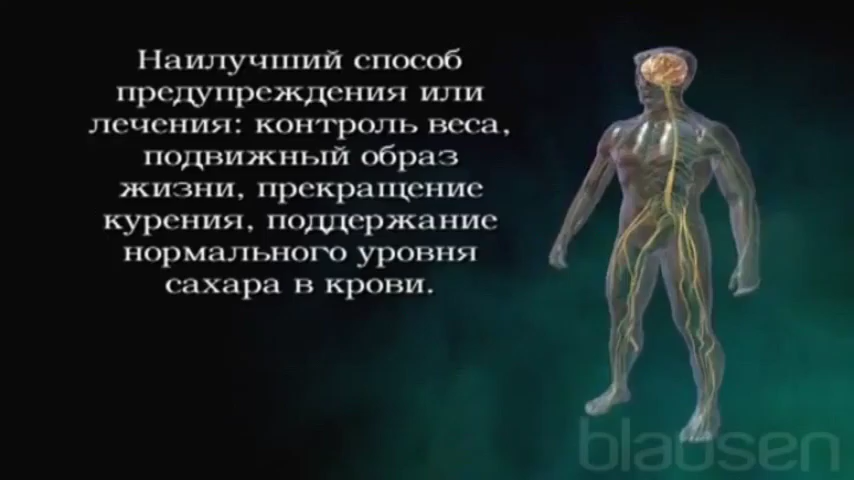 Наилучший способ
предупреждения или
лечения: контроль веса,
подвижный образ
жизни, прекращение
курения, поддержание
нормального уровня
сахара в крови.
blausen